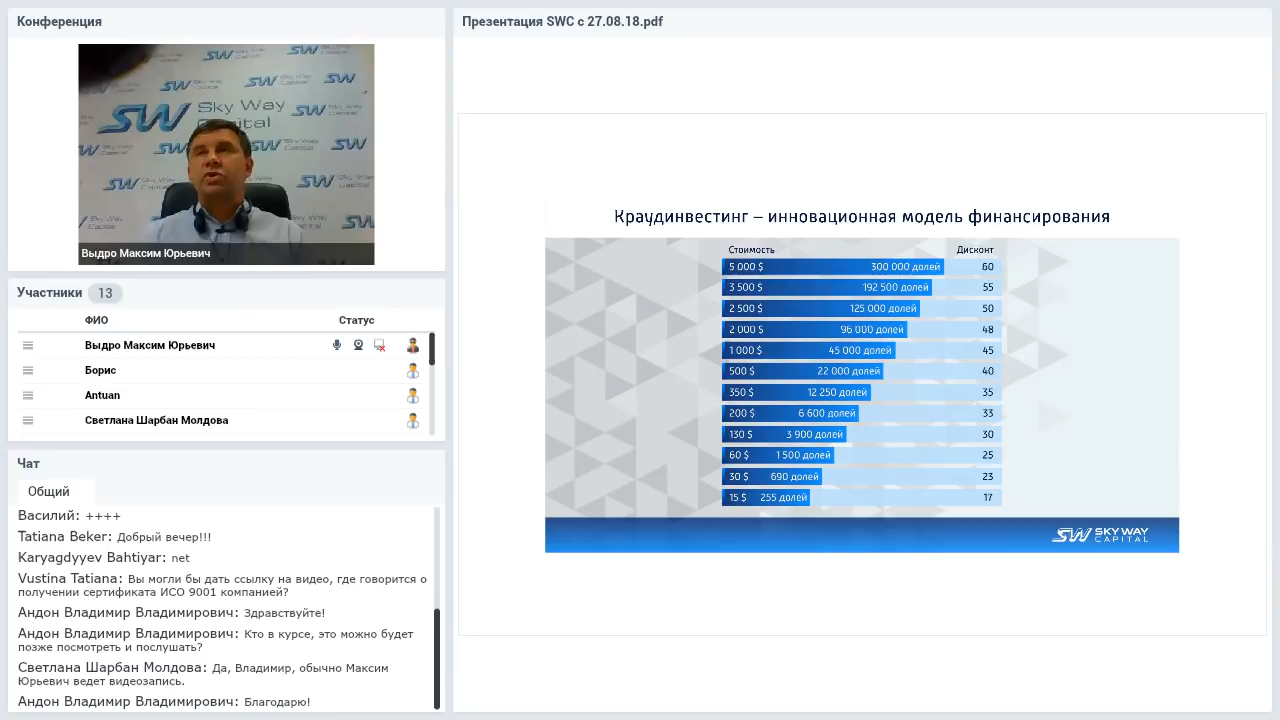 Конференция
SW
Sky Way
Capital
Выдро Максим Юрьевич
Участники 13
ФИО Статус
Выдро Максим Юрьевич
Борис
Antuan
Светлана Шарбан Молдова
Чат
Общий
Василий: ++++
Tatiana Beker: Добрый вечер!!!
Karyagdyyev Bahtiyar: net
Vustina Tatiana: Вы могли бы дать ссылку на видео, где говорится о
получении сертификата ИСО 9001 компанией?
Андон Владимир Владимирович: Здравствуйте!
Андон Владимир Владимирович: Кто в курсе, это можно будет
позже посмотреть и послушать?
Светлана Шарбан Молдова: Да, Владимир, обычно Максим
Юрьевич ведет видеозапись.
Андон Владимир Владимирович: Благодарю!
Презентация SWC с 27.08.18.pdf
Краудинвестинг – инновационная модель финансирования
Стоимость Дисконт
5 000 $ 300 000 долей 60
3 500 $ 192 500 долей 55
2 500 $ 125 000 долей 50
2 000 $ 96 000 долей 48
1 000 $ 45 000 долей 45
500 $ 22 000 долей 40
350 $ 12 250 долей 35
200 $ 6 600 долей 33
130 $ 3 900 долей 30
60 $ 1 500 долей 25
30 $ 690 долей 23
15 $ 255 долей 17
SW SKY WAY
CAPITAL